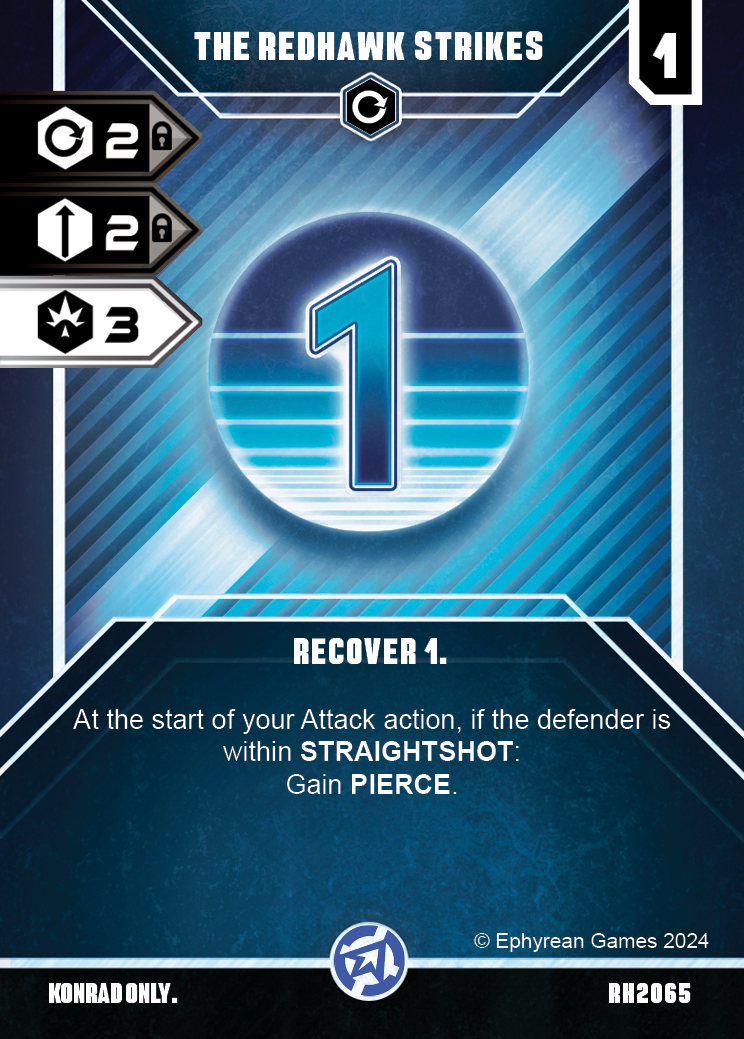 THE REDHAWK STRIKES
1
2
2
3
1
RECOVER 1.
At the start of your Attack action, if the defender is
within STRAIGHTSHOT:
Gain PIERCE.
© Ephyrean Games 2024
KONRAD ONLY.
RH2065